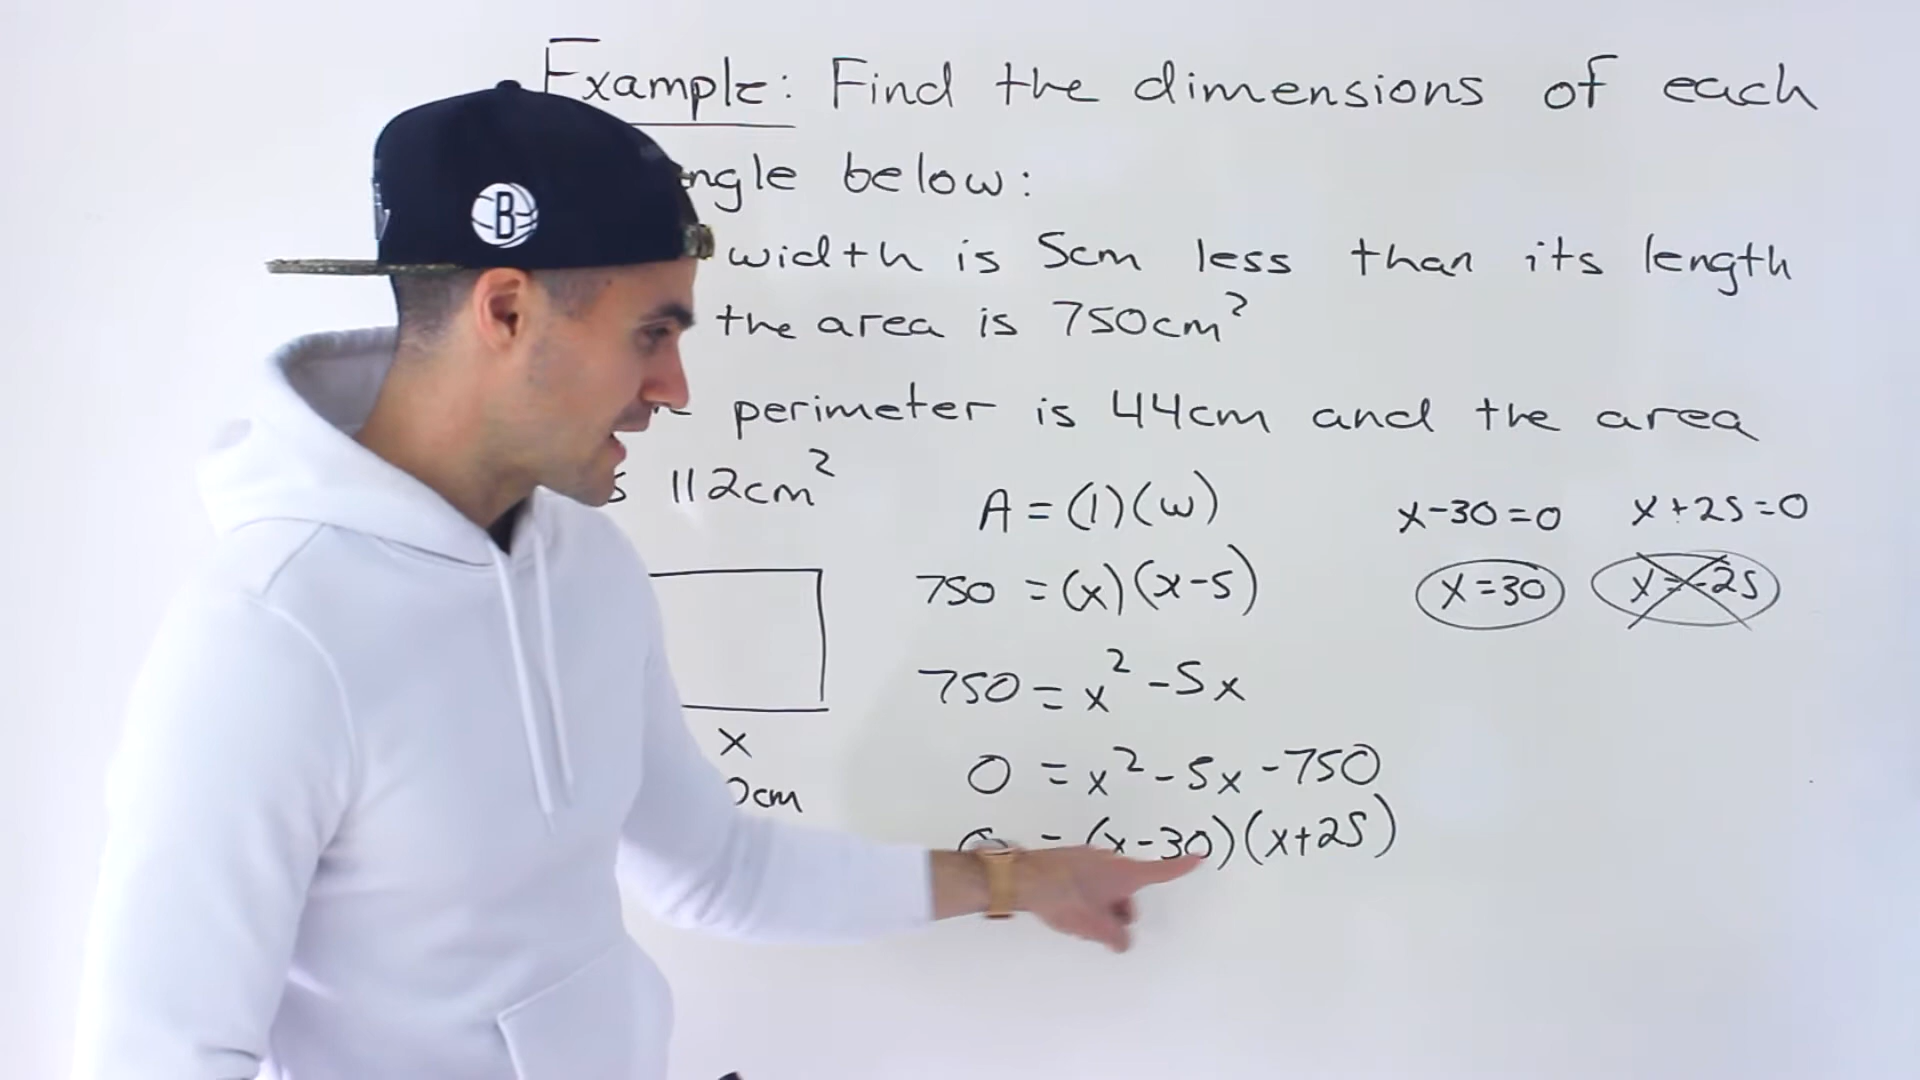 Example: Find the dimensions of each
ngle below:
width is 5cm less than its length
the area is 750cm²
perimeter is 44cm and the area
s 112cm²
A = (l)(w)
750 = (x)(x-5)
750 = x² - 5x
0 = x² - 5x - 750
0 = (x-30)(x+25)
x-30=0 x+25=0
x=30 x=-25
x
0cm
B